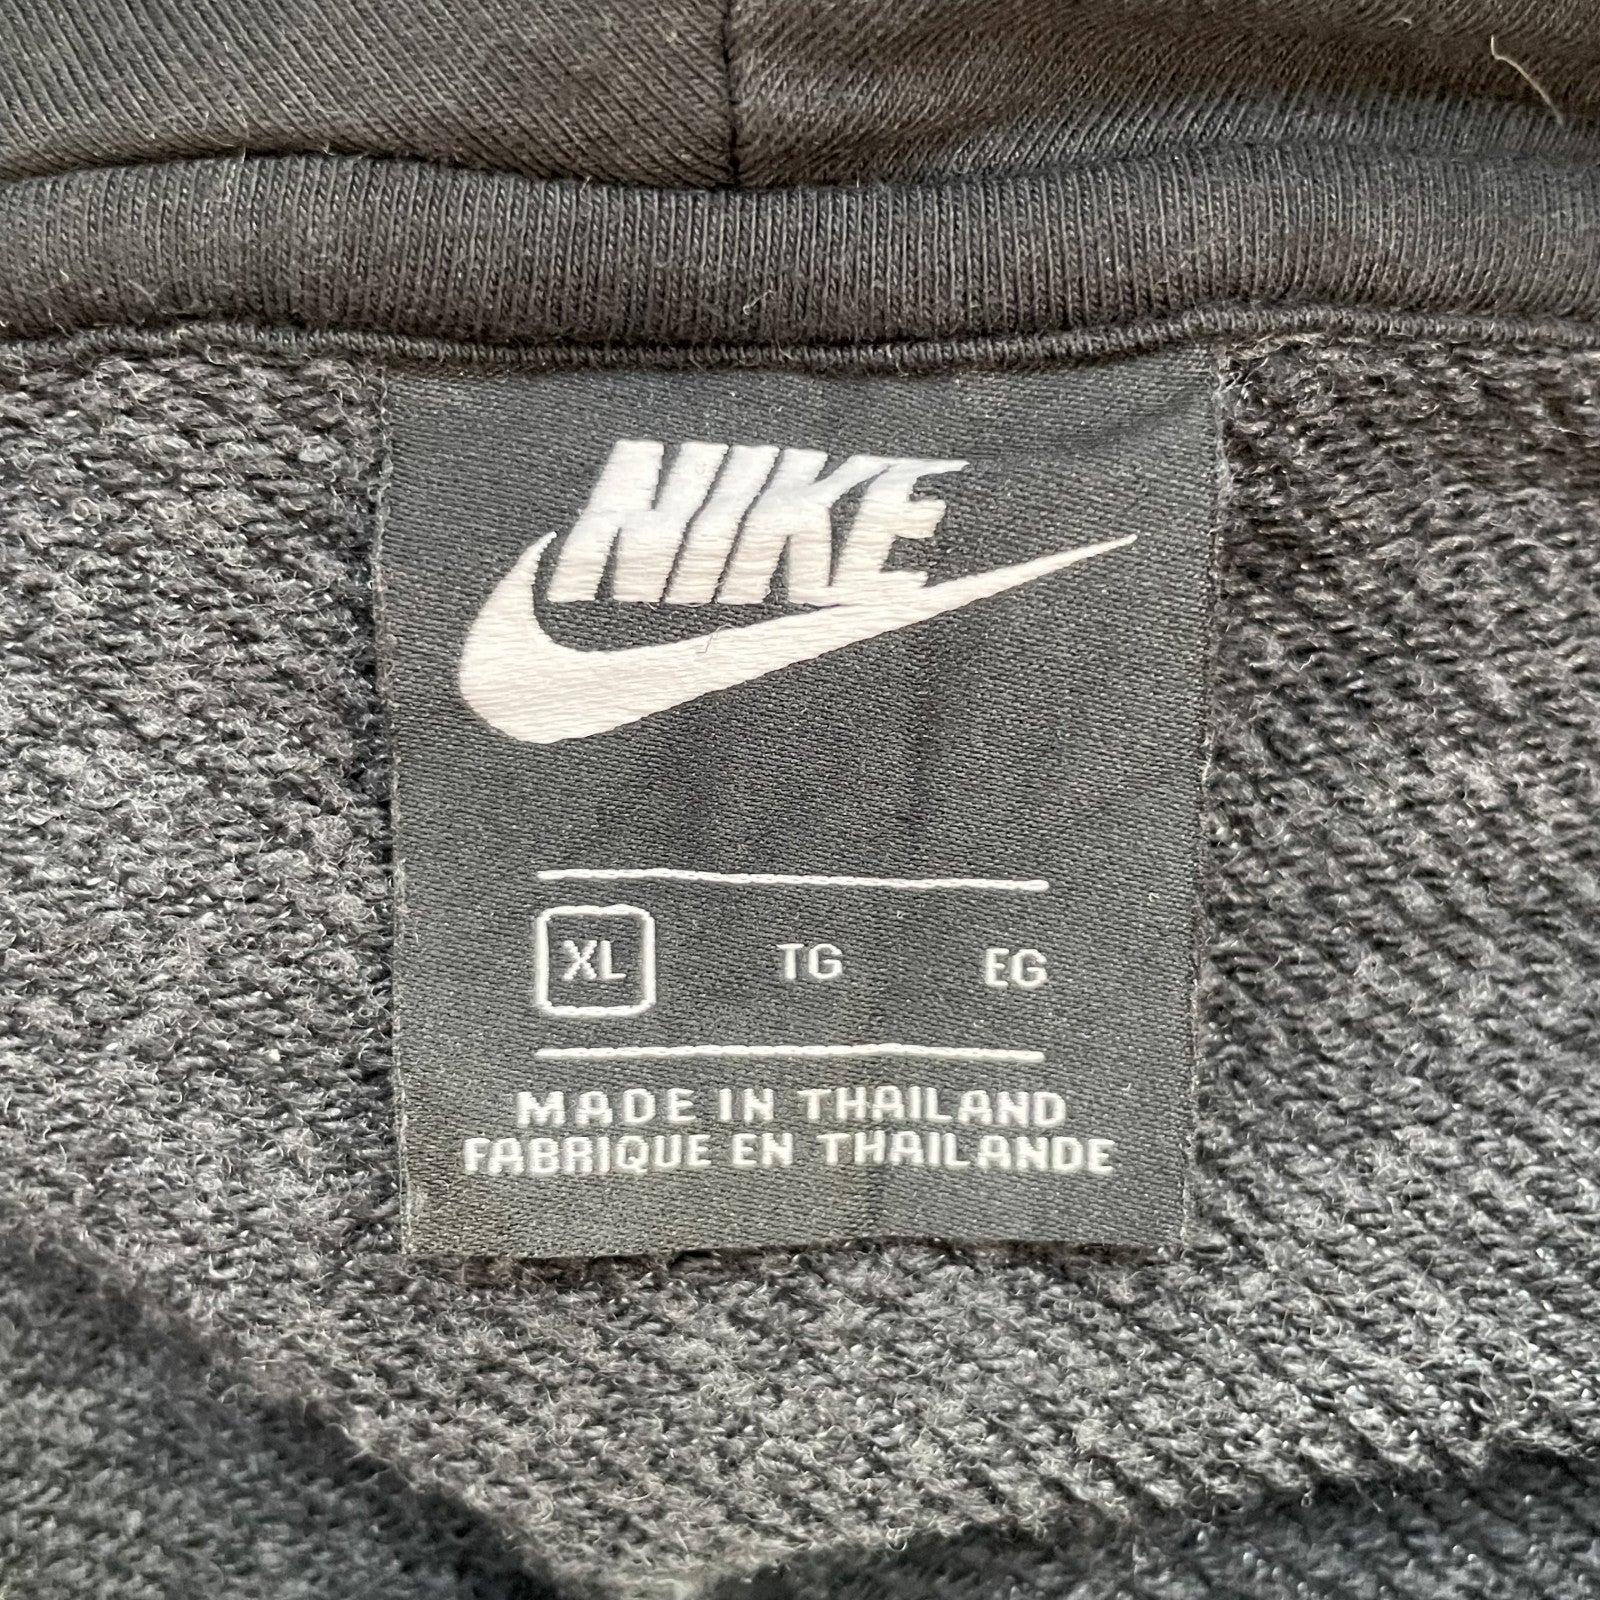 NIKE
XL TG EG
MADE IN THAILAND
FABRIQUE EN THAILANDE